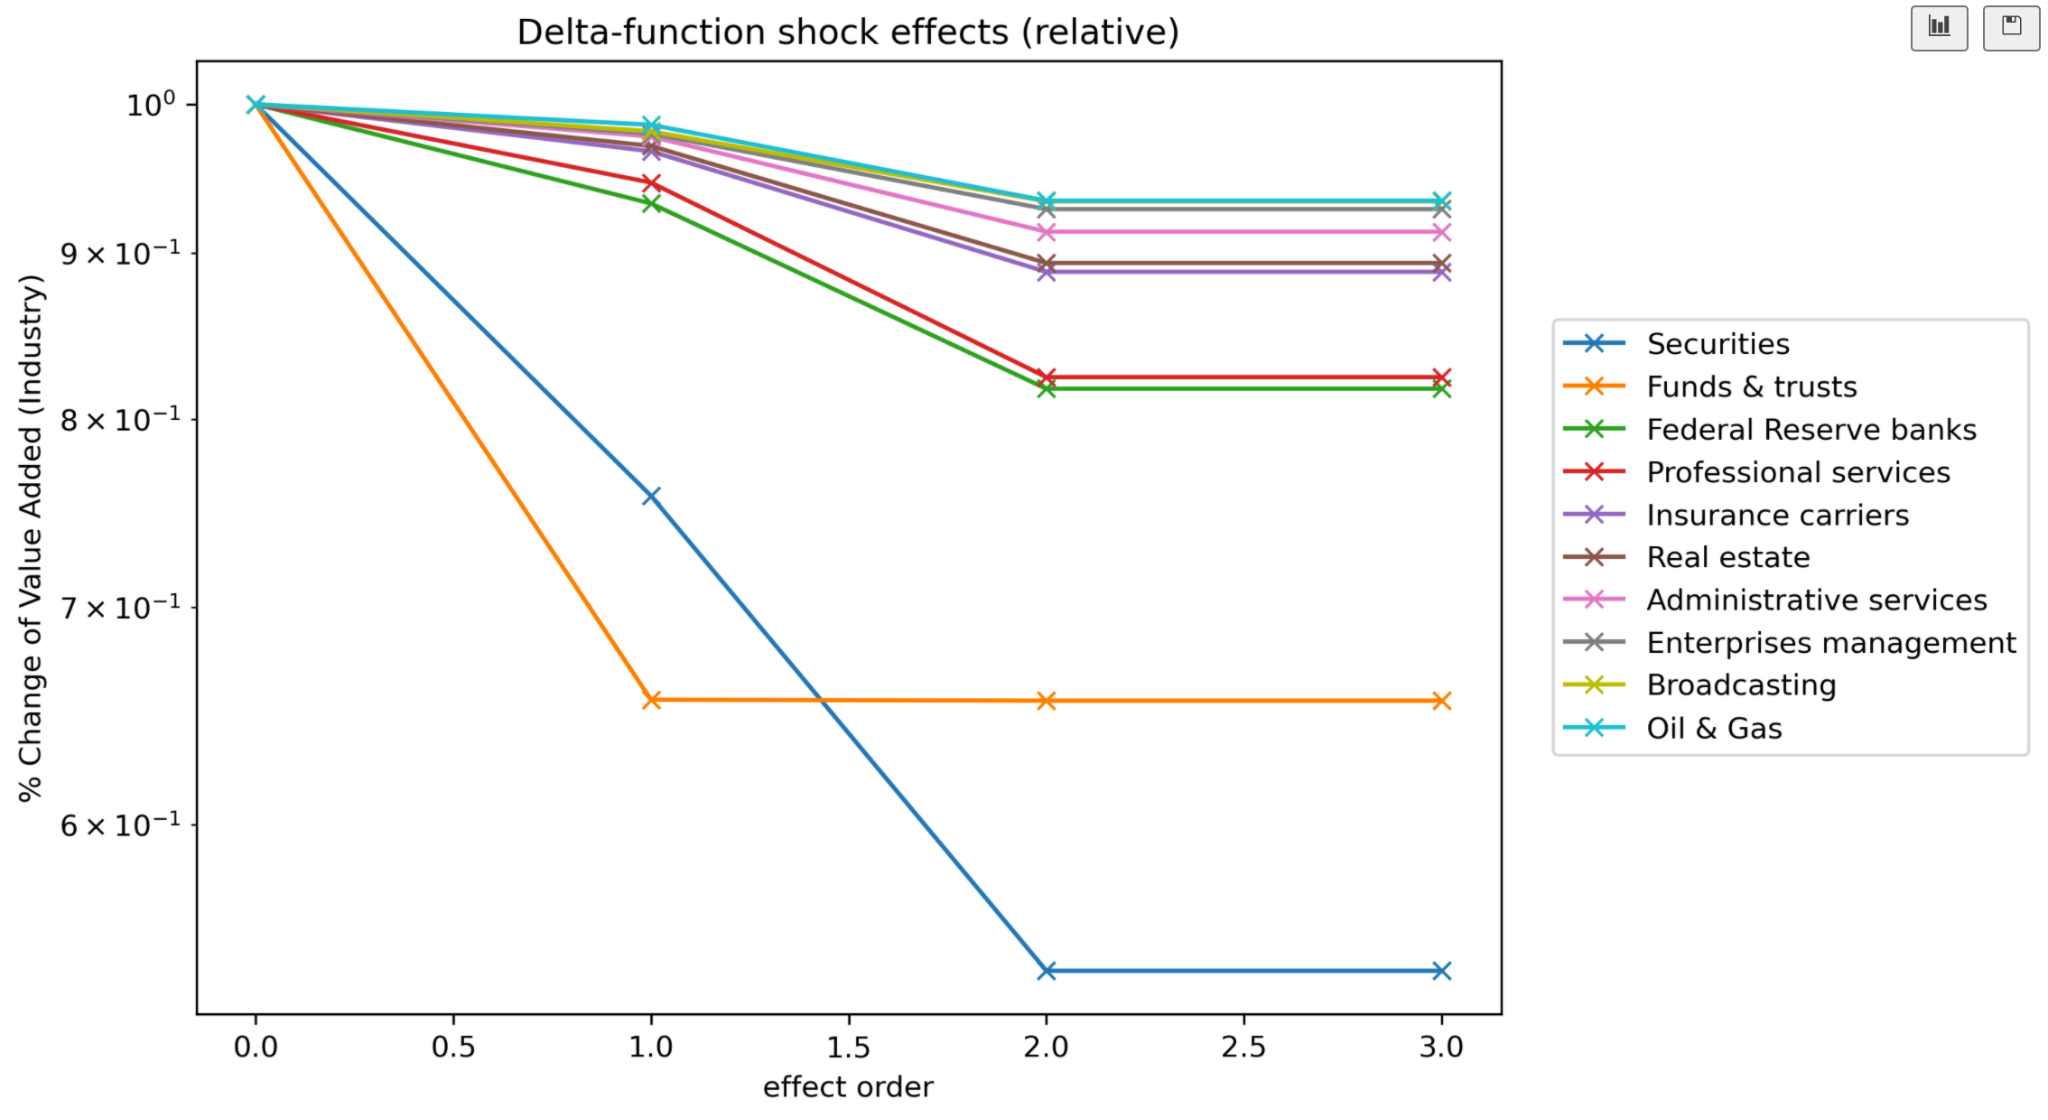 Delta-function shock effects (relative)
% Change of Value Added (Industry)
10⁰
9 × 10⁻¹
8 × 10⁻¹
7 × 10⁻¹
6 × 10⁻¹
0.0 0.5 1.0 1.5 2.0 2.5 3.0
effect order
Securities
Funds & trusts
Federal Reserve banks
Professional services
Insurance carriers
Real estate
Administrative services
Enterprises management
Broadcasting
Oil & Gas